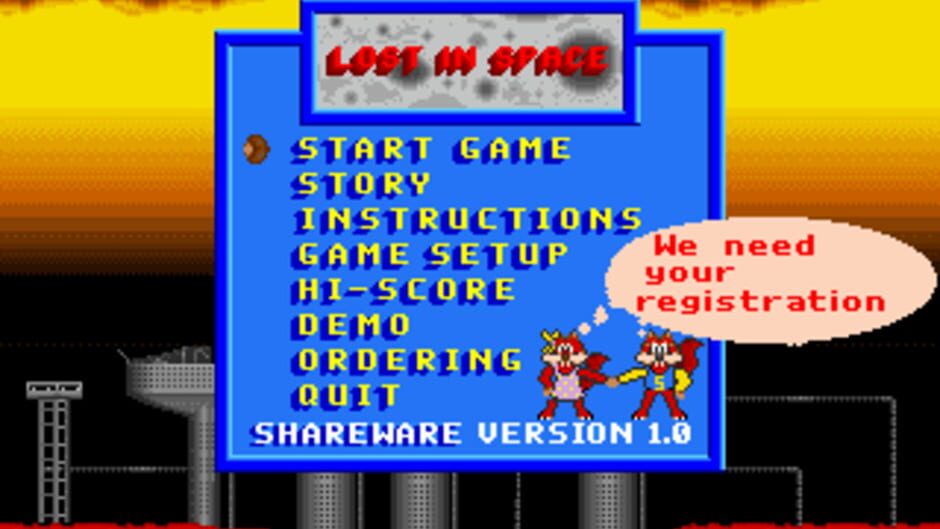 LOST IN SPACE
START GAME
STORY
INSTRUCTIONS
GAME SETUP
HI-SCORE
DEMO
ORDERING
QUIT
SHAREWARE VERSION 1.0
We need
your
registration
S